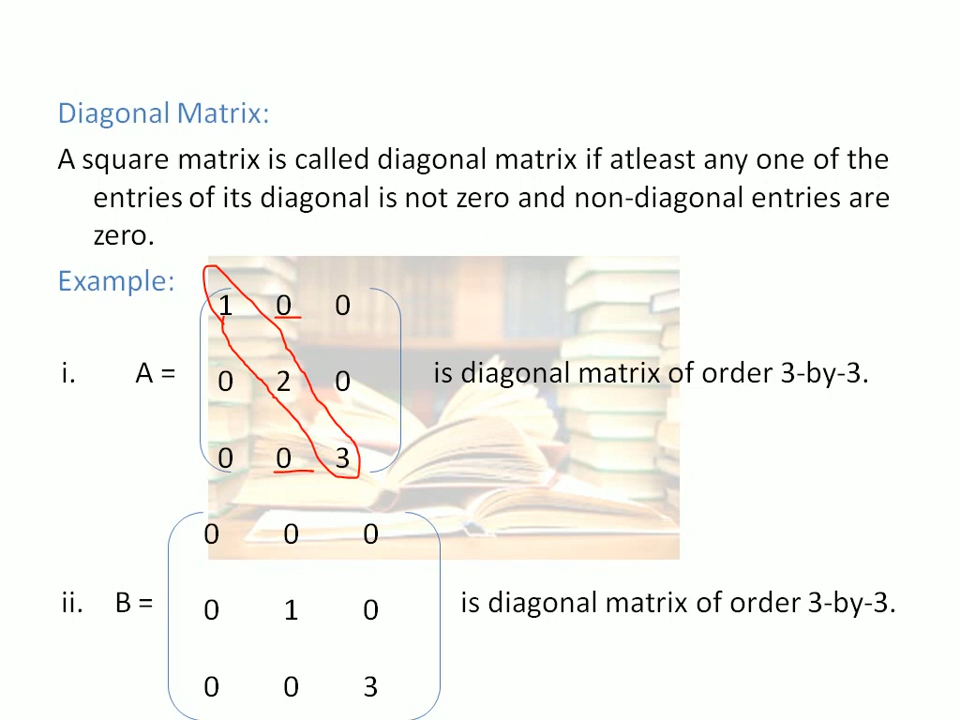 Diagonal Matrix:
A square matrix is called diagonal matrix if atleast any one of the
entries of its diagonal is not zero and non-diagonal entries are
zero.
Example:
1 0 0
i. A = 0 2 0 is diagonal matrix of order 3-by-3.
0 0 3
0 0 0
ii. B = 0 1 0 is diagonal matrix of order 3-by-3.
0 0 3